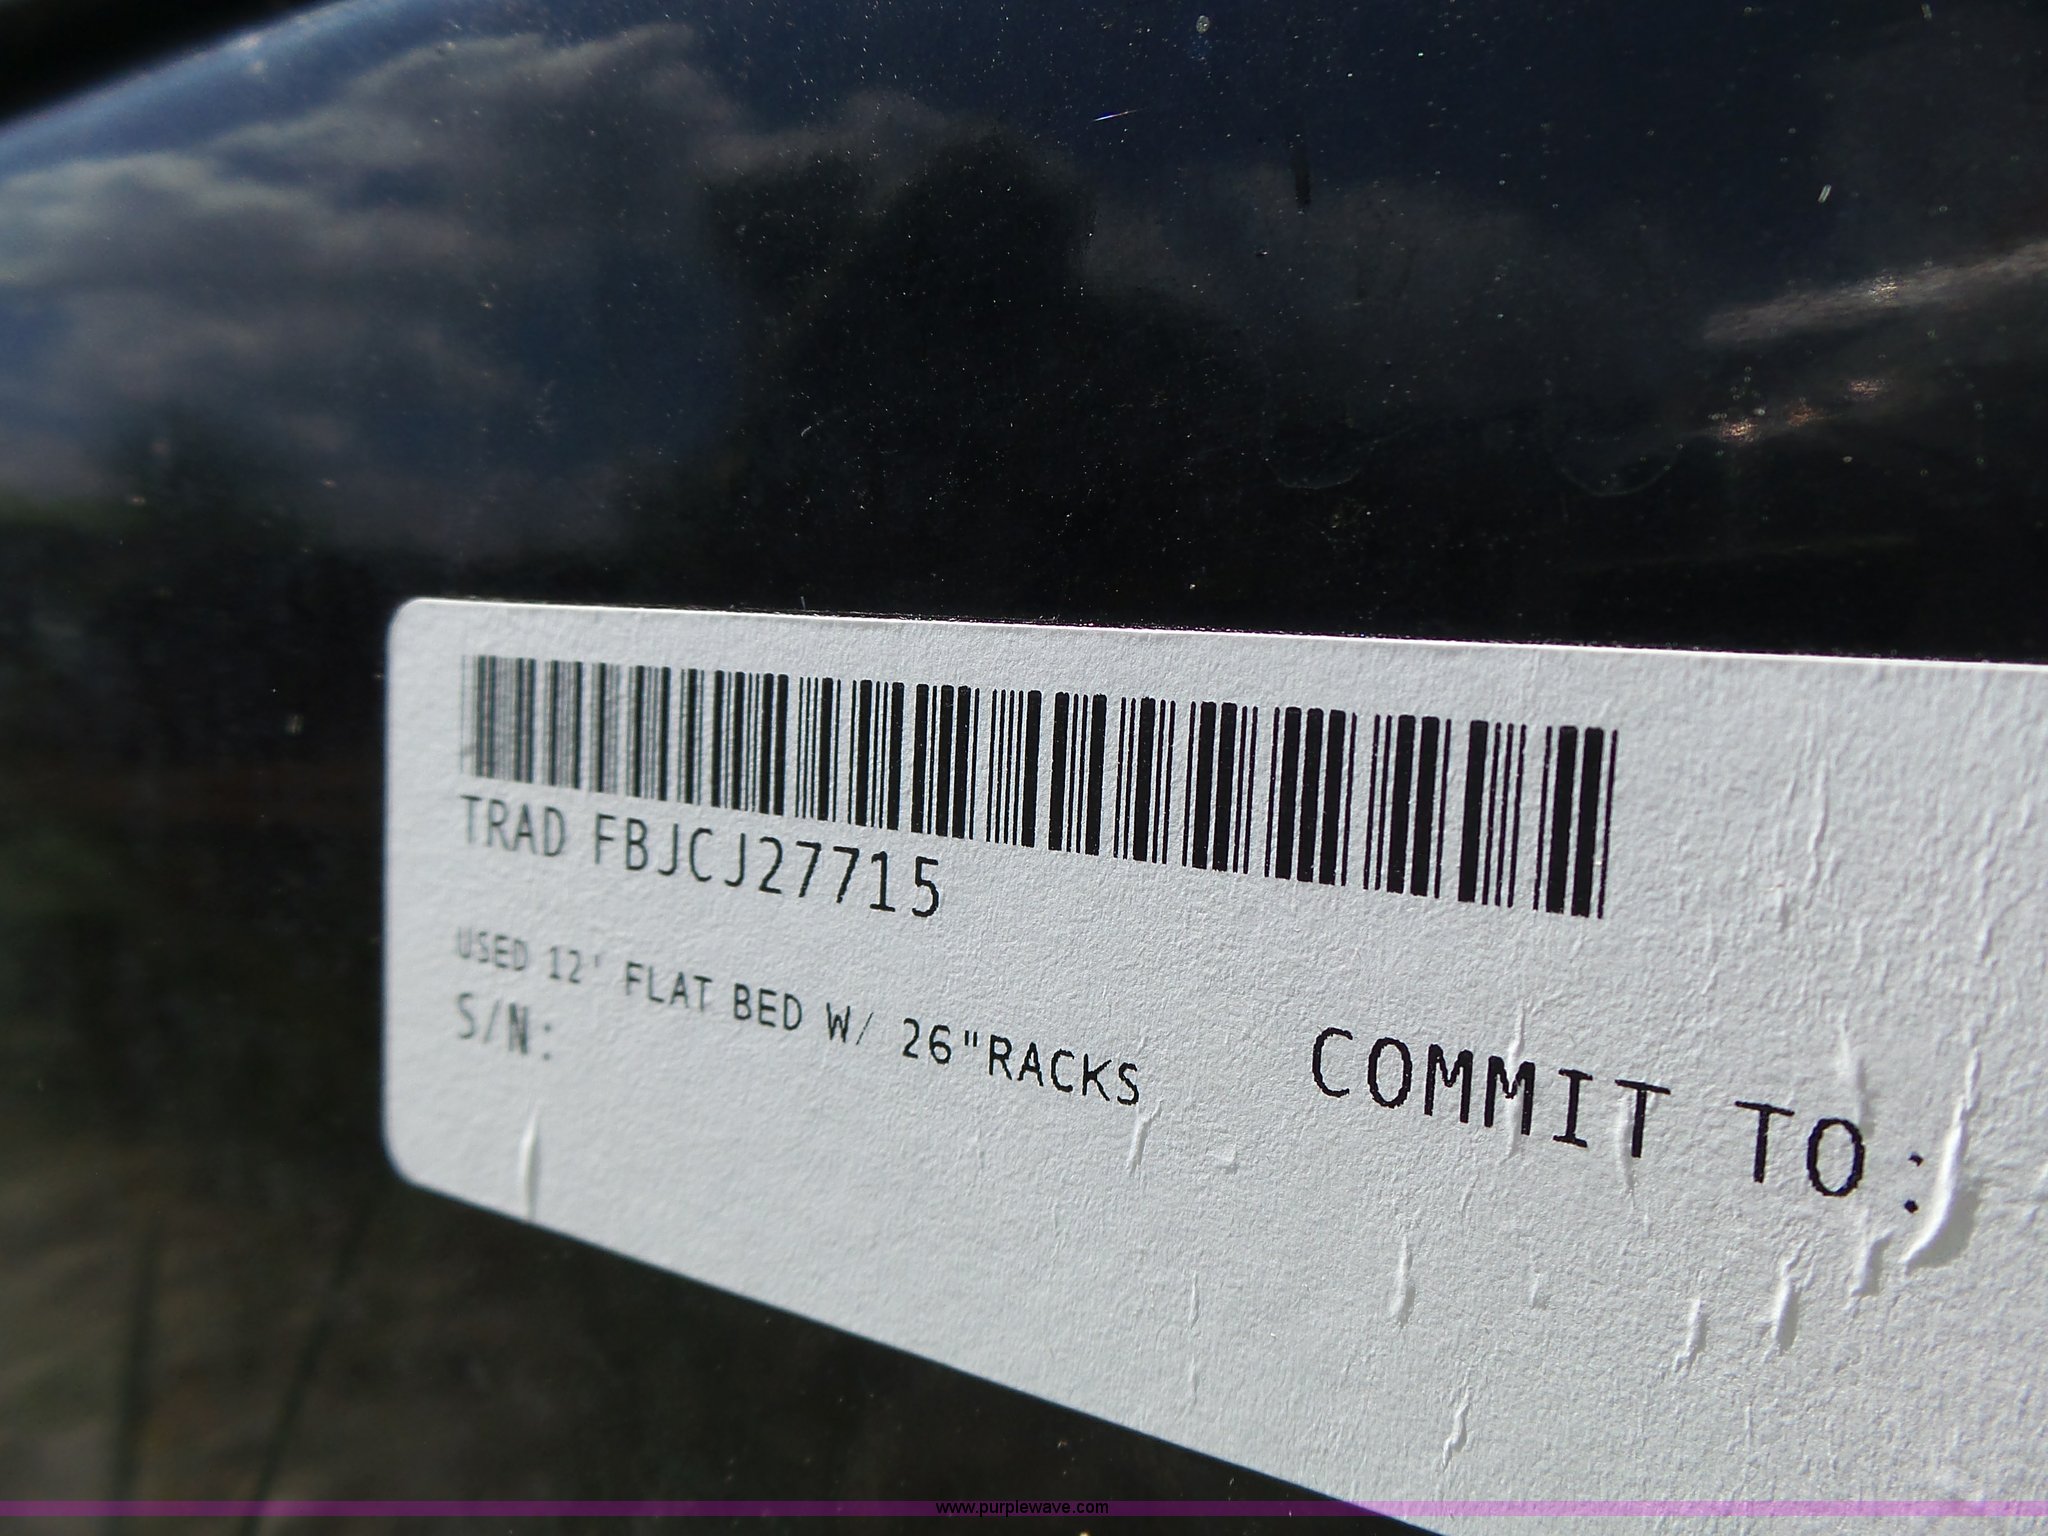 TRAD FBJCJ27715
USED 12' FLAT BED W/ 26"RACKS
S/N:
COMMIT TO:
www.purplewave.com